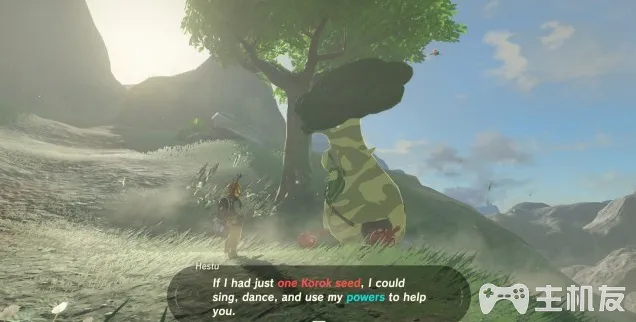 Hestu
If I had just one Korok seed, I could
sing, dance, and use my powers to help
you.
主机友